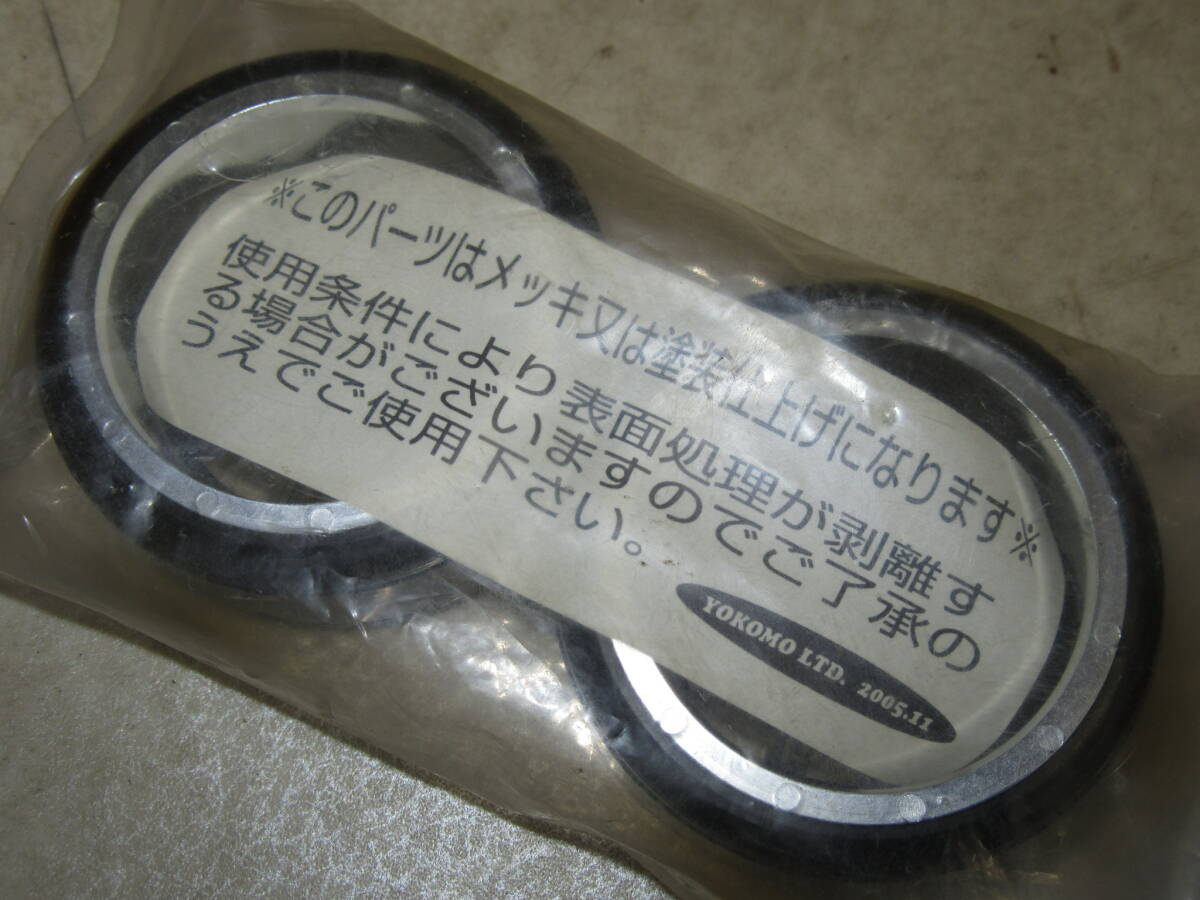 ※このパーツはメッキ又は塗装仕上げになります※
使用条件により表面処理が剥離す
る場合がございますのでご了承の
うえでご使用下さい。
YOKOMO LTD. 2005.11